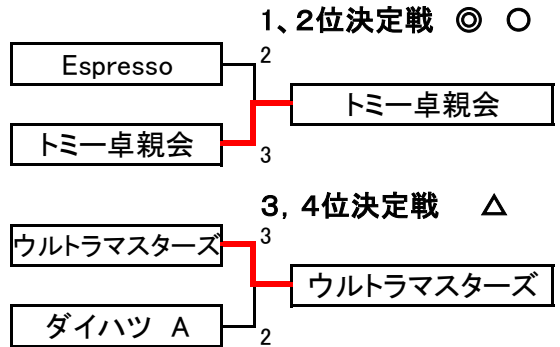 1、2位決定戦 ◎ ○
Espresso
2
トミー卓親会
トミー卓親会
3
3，4位決定戦 △
ウルトラマスターズ
3
ウルトラマスターズ
ダイハツ A
2